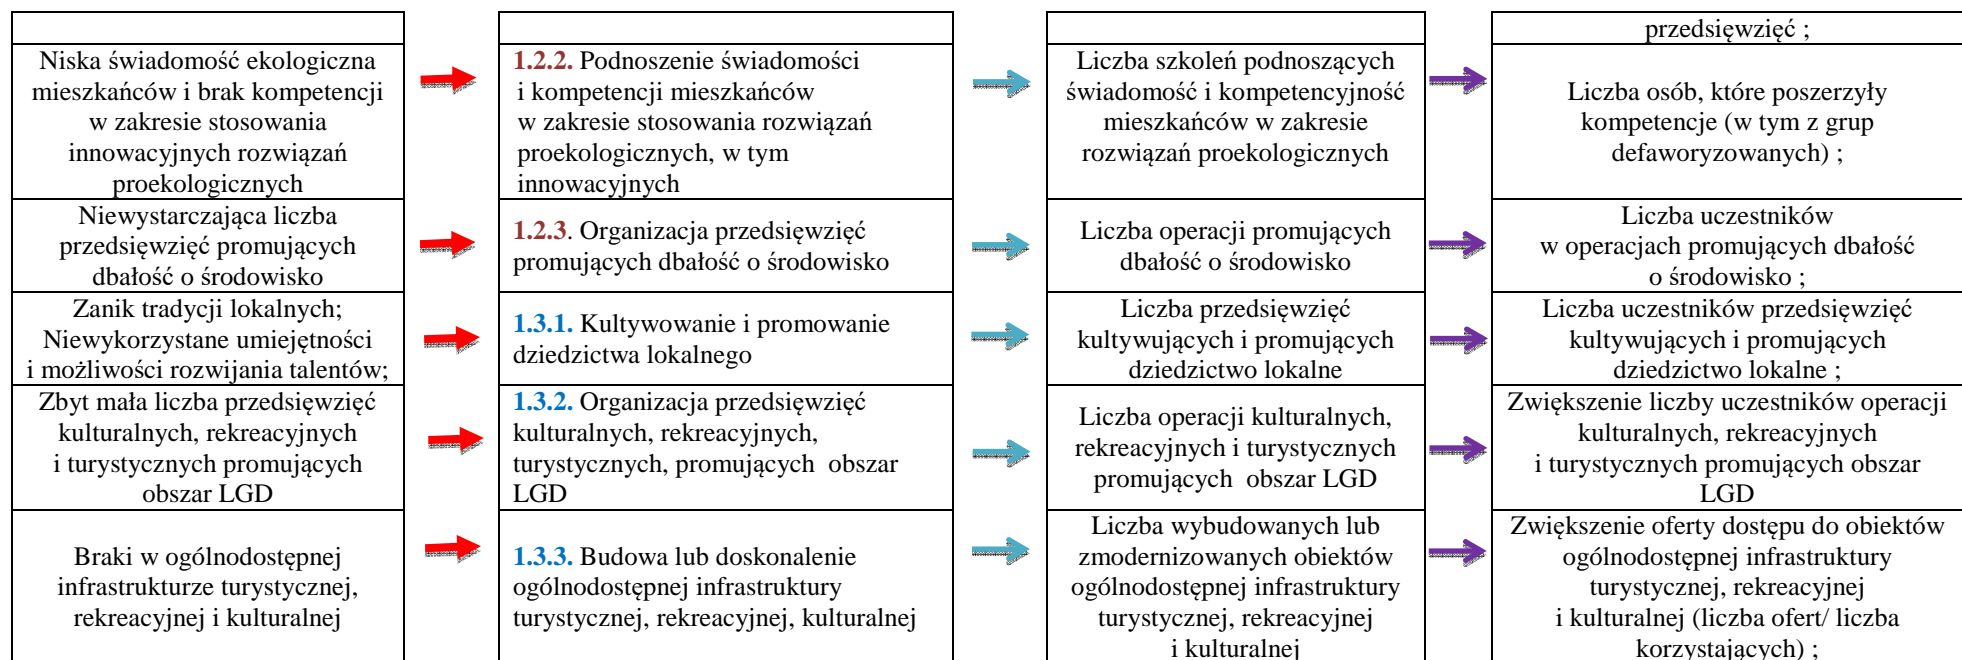 przedsięwzięć ;
Niska świadomość ekologiczna
mieszkańców i brak kompetencji
w zakresie stosowania
innowacyjnych rozwiązań
proekologicznych
1.2.2. Podnoszenie świadomości
i kompetencji mieszkańców
w zakresie stosowania rozwiązań
proekologicznych, w tym
innowacyjnych
Liczba szkoleń podnoszących
świadomość i kompetencyjność
mieszkańców w zakresie
rozwiązań proekologicznych
Liczba osób, które poszerzyły
kompetencje (w tym z grup
defaworyzowanych) ;
Niewystarczająca liczba
przedsięwzięć promujących
dbałość o środowisko
1.2.3. Organizacja przedsięwzięć
promujących dbałość o środowisko
Liczba operacji promujących
dbałość o środowisko
Liczba uczestników
w operacjach promujących dbałość
o środowisko ;
Zanik tradycji lokalnych;
Niewykorzystane umiejętności
i możliwości rozwijania talentów;
1.3.1. Kultywowanie i promowanie
dziedzictwa lokalnego
Liczba przedsięwzięć
kultywujących i promujących
dziedzictwo lokalne
Liczba uczestników przedsięwzięć
kultywujących i promujących
dziedzictwo lokalne ;
Zbyt mała liczba przedsięwzięć
kulturalnych, rekreacyjnych
i turystycznych promujących
obszar LGD
1.3.2. Organizacja przedsięwzięć
kulturalnych, rekreacyjnych,
turystycznych, promujących obszar
LGD
Liczba operacji kulturalnych,
rekreacyjnych i turystycznych
promujących obszar LGD
Zwiększenie liczby uczestników operacji
kulturalnych, rekreacyjnych
i turystycznych promujących obszar
LGD
Braki w ogólnodostępnej
infrastrukturze turystycznej,
rekreacyjnej i kulturalnej
1.3.3. Budowa lub doskonalenie
ogólnodostępnej infrastruktury
turystycznej, rekreacyjnej, kulturalnej
Liczba wybudowanych lub
zmodernizowanych obiektów
ogólnodostępnej infrastruktury
turystycznej, rekreacyjnej
i kulturalnej
Zwiększenie oferty dostępu do obiektów
ogólnodostępnej infrastruktury
turystycznej, rekreacyjnej
i kulturalnej (liczba ofert/ liczba
korzystających) ;